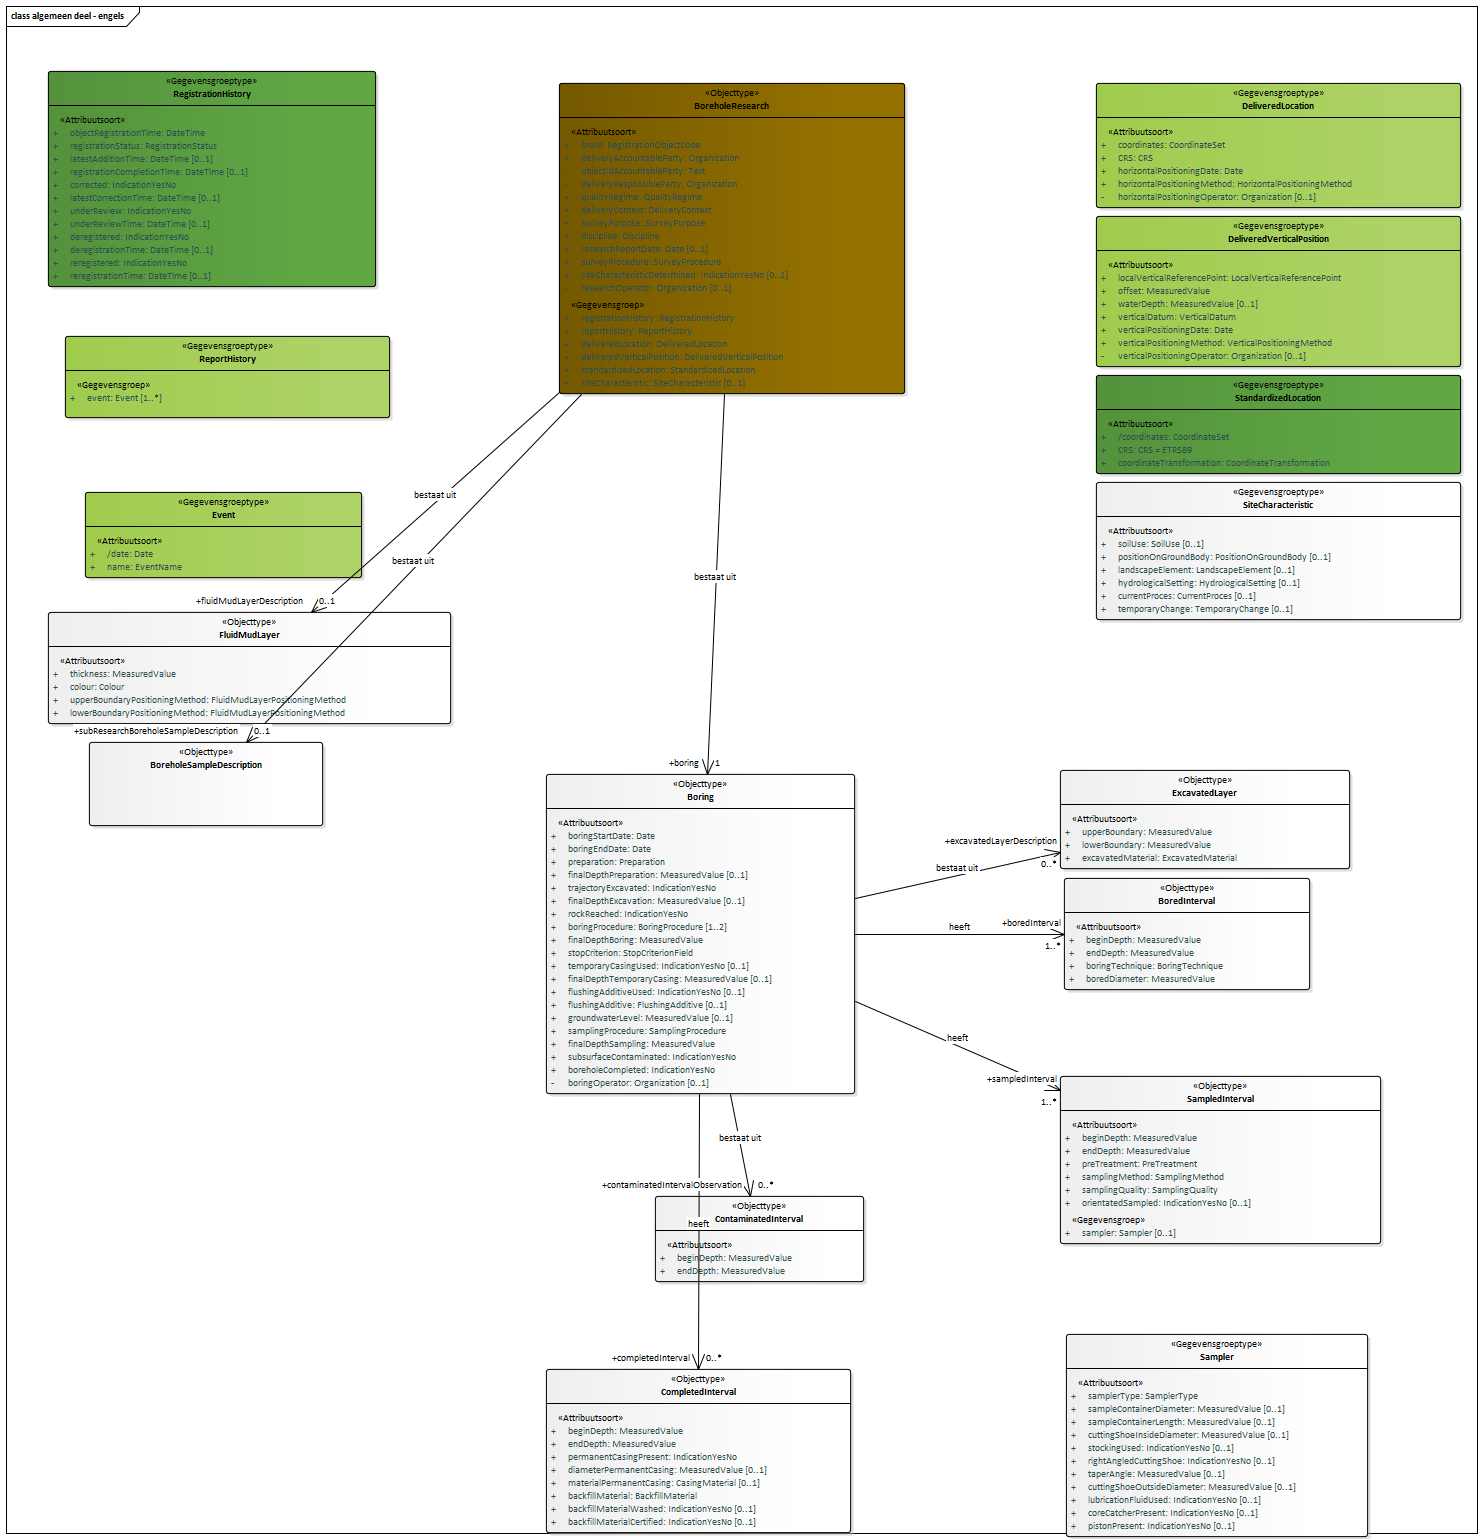 class algemeen deel - engels
«Gegevensgroeptype»
RegistrationHistory
«Attribuutsoort»
+ objectRegistrationTime: DateTime
+ registrationStatus: RegistrationStatus
+ latestAdditionTime: DateTime [0..1]
+ registrationCompletionTime: DateTime [0..1]
+ corrected: IndicationYesNo
+ latestCorrectionTime: DateTime [0..1]
+ underReview: IndicationYesNo
+ underReviewTime: DateTime [0..1]
+ deregistered: IndicationYesNo
+ deregistrationTime: DateTime [0..1]
+ reregistered: IndicationYesNo
+ reregistrationTime: DateTime [0..1]
«Gegevensgroeptype»
ReportHistory
«Gegevensgroep»
+ event: Event [1..*]
«Gegevensgroeptype»
Event
«Attribuutsoort»
+ /date: Date
+ name: EventName
«Objecttype»
BoreholeResearch
«Attribuutsoort»
+ broId: RegistrationObjectCode
+ deliveryAccountableParty: Organization
- objectIdAccountableParty: Text
- deliveryResponsibleParty: Organization
+ qualityRegime: QualityRegime
+ deliveryContext: DeliveryContext
+ surveyPurpose: SurveyPurpose
+ discipline: Discipline
+ researchReportDate: Date [0..1]
+ surveyProcedure: SurveyProcedure
+ siteCharacteristicDetermined: IndicationYesNo [0..1]
- researchOperator: Organization [0..1]
«Gegevensgroep»
+ registrationHistory: RegistrationHistory
+ reportHistory: ReportHistory
+ deliveredLocation: DeliveredLocation
+ deliveredVerticalPosition: DeliveredVerticalPosition
+ standardizedLocation: StandardizedLocation
+ siteCharacteristic: SiteCharacteristic [0..1]
«Gegevensgroeptype»
DeliveredLocation
«Attribuutsoort»
+ coordinates: CoordinateSet
+ CRS: CRS
+ horizontalPositioningDate: Date
+ horizontalPositioningMethod: HorizontalPositioningMethod
- horizontalPositioningOperator: Organization [0..1]
«Gegevensgroeptype»
DeliveredVerticalPosition
«Attribuutsoort»
+ localVerticalReferencePoint: LocalVerticalReferencePoint
+ offset: MeasuredValue
+ waterDepth: MeasuredValue [0..1]
+ verticalDatum: VerticalDatum
+ verticalPositioningDate: Date
+ verticalPositioningMethod: VerticalPositioningMethod
- verticalPositioningOperator: Organization [0..1]
«Gegevensgroeptype»
StandardizedLocation
«Attribuutsoort»
+ /coordinates: CoordinateSet
+ CRS: CRS = ETRS89
+ coordinateTransformation: CoordinateTransformation
«Gegevensgroeptype»
SiteCharacteristic
«Attribuutsoort»
+ soilUse: SoilUse [0..1]
+ positionOnGroundBody: PositionOnGroundBody [0..1]
+ landscapeElement: LandscapeElement [0..1]
+ hydrologicalSetting: HydrologicalSetting [0..1]
+ currentProces: CurrentProces [0..1]
+ temporaryChange: TemporaryChange [0..1]
bestaat uit
bestaat uit
bestaat uit
+fluidMudLayerDescription 0..1
«Objecttype»
FluidMudLayer
«Attribuutsoort»
+ thickness: MeasuredValue
+ colour: Colour
+ upperBoundaryPositioningMethod: FluidMudLayerPositioningMethod
+ lowerBoundaryPositioningMethod: FluidMudLayerPositioningMethod
+subResearchBoreholeSampleDescription 0..1
«Objecttype»
BoreholeSampleDescription
+boring 1
«Objecttype»
Boring
«Attribuutsoort»
+ boringStartDate: Date
+ boringEndDate: Date
+ preparation: Preparation
+ finalDepthPreparation: MeasuredValue [0..1]
+ trajectoryExcavated: IndicationYesNo
+ finalDepthExcavation: MeasuredValue [0..1]
+ rockReached: IndicationYesNo
+ boringProcedure: BoringProcedure [1..2]
+ finalDepthBoring: MeasuredValue
+ stopCriterion: StopCriterionField
+ temporaryCasingUsed: IndicationYesNo [0..1]
+ finalDepthTemporaryCasing: MeasuredValue [0..1]
+ flushingAdditiveUsed: IndicationYesNo [0..1]
+ flushingAdditive: FlushingAdditive [0..1]
+ groundwaterLevel: MeasuredValue [0..1]
+ samplingProcedure: SamplingProcedure
+ finalDepthSampling: MeasuredValue
+ subsurfaceContaminated: IndicationYesNo
+ boreholeCompleted: IndicationYesNo
- boringOperator: Organization [0..1]
+excavatedLayerDescription
bestaat uit
0..*
«Objecttype»
ExcavatedLayer
«Attribuutsoort»
+ upperBoundary: MeasuredValue
+ lowerBoundary: MeasuredValue
+ excavatedMaterial: ExcavatedMaterial
heeft
+boredInterval
1..*
«Objecttype»
BoredInterval
«Attribuutsoort»
+ beginDepth: MeasuredValue
+ endDepth: MeasuredValue
+ boringTechnique: BoringTechnique
+ boredDiameter: MeasuredValue
heeft
+sampledInterval
1..*
«Objecttype»
SampledInterval
«Attribuutsoort»
+ beginDepth: MeasuredValue
+ endDepth: MeasuredValue
+ preTreatment: PreTreatment
+ samplingMethod: SamplingMethod
+ samplingQuality: SamplingQuality
+ orientatedSampled: IndicationYesNo [0..1]
«Gegevensgroep»
+ sampler: Sampler [0..1]
bestaat uit
+contaminatedIntervalObservation 0..*
«Objecttype»
ContaminatedInterval
«Attribuutsoort»
+ beginDepth: MeasuredValue
+ endDepth: MeasuredValue
heeft
+completedInterval 0..*
«Objecttype»
CompletedInterval
«Attribuutsoort»
+ beginDepth: MeasuredValue
+ endDepth: MeasuredValue
+ permanentCasingPresent: IndicationYesNo
+ diameterPermanentCasing: MeasuredValue [0..1]
+ materialPermanentCasing: CasingMaterial [0..1]
+ backfillMaterial: BackfillMaterial
+ backfillMaterialWashed: IndicationYesNo [0..1]
+ backfillMaterialCertified: IndicationYesNo [0..1]
«Gegevensgroeptype»
Sampler
«Attribuutsoort»
+ samplerType: SamplerType
+ sampleContainerDiameter: MeasuredValue [0..1]
+ sampleContainerLength: MeasuredValue [0..1]
+ cuttingShoeInsideDiameter: MeasuredValue [0..1]
+ stockingUsed: IndicationYesNo [0..1]
+ rightAngledCuttingShoe: IndicationYesNo [0..1]
+ taperAngle: MeasuredValue [0..1]
+ cuttingShoeOutsideDiameter: MeasuredValue [0..1]
+ lubricationFluidUsed: IndicationYesNo [0..1]
+ coreCatcherPresent: IndicationYesNo [0..1]
+ pistonPresent: IndicationYesNo [0..1]